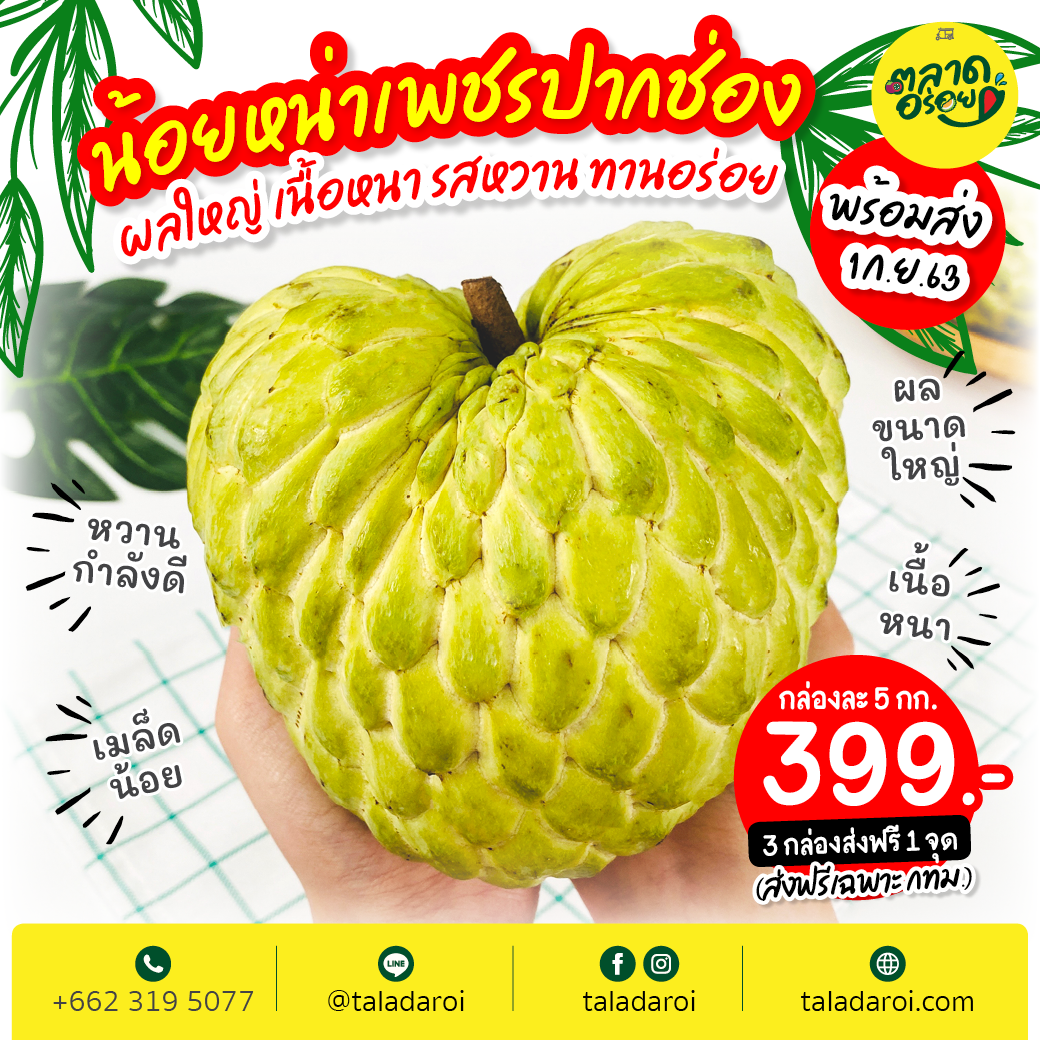 น้อยหน่าเพชรปากช่อง
ผลใหญ่ เนื้อหนา รสหวาน ทานอร่อย
ตลาด
อร่อย
พร้อมส่ง
1 ก.ย.63
ผล
ขนาด
ใหญ่
หวาน
กำลังดี
เนื้อ
หนา
เมล็ด
น้อย
กล่องละ 5 กก.
399.-
3 กล่องส่งฟรี 1 จุด
(ส่งฟรีเฉพาะ กทม.)
LINE
+662 319 5077
@taladaroi
taladaroi
taladaroi.com